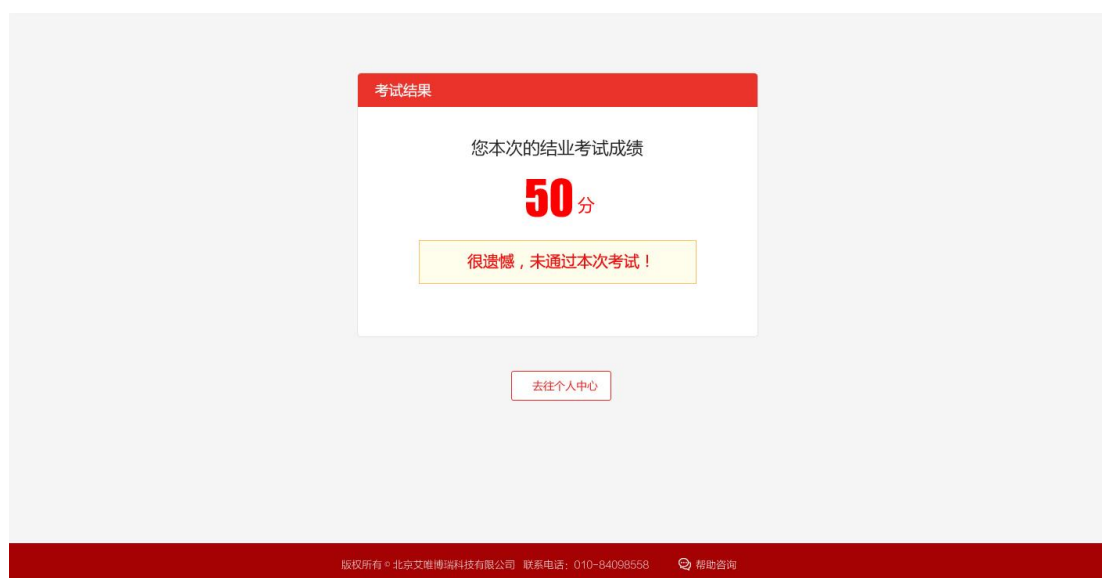 考试结果
您本次的结业考试成绩
50分
很遗憾，未通过本次考试！
去往个人中心
版权所有©北京艾唯博瑞科技有限公司 联系电话：010-84098558 帮助咨询